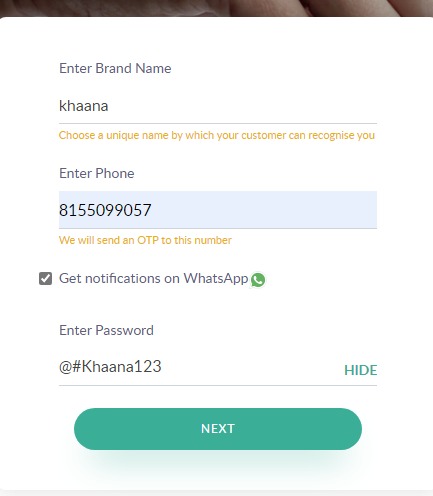 Enter Brand Name
khaana
Choose a unique name by which your customer can recognise you
Enter Phone
8155099057
We will send an OTP to this number
Get notifications on WhatsApp
Enter Password
@#Khaana123 HIDE
NEXT